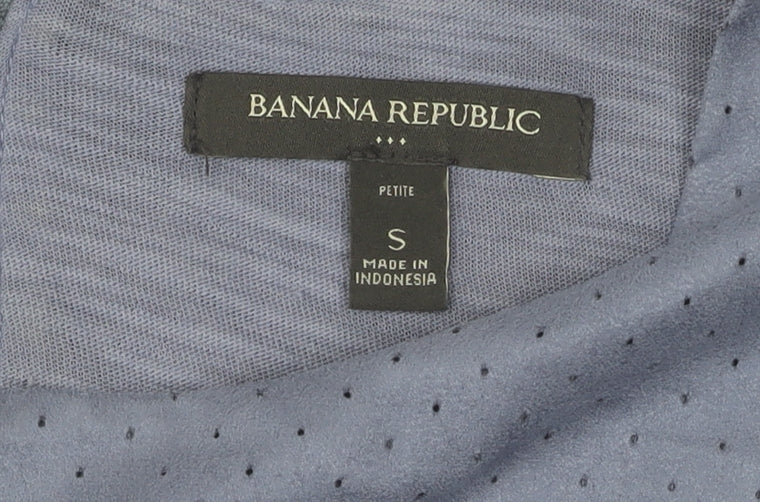 BANANA REPUBLIC
PETITE
S
MADE IN
INDONESIA